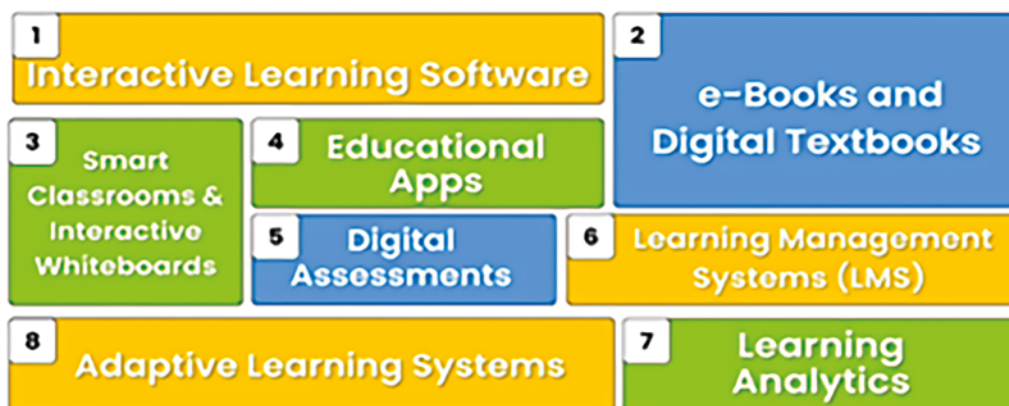 1
Interactive Learning Software
2
e-Books and
Digital Textbooks
3
Smart
Classrooms &
Interactive
Whiteboards
4
Educational
Apps
5
Digital
Assessments
6
Learning Management
Systems (LMS)
8
Adaptive Learning Systems
7
Learning
Analytics